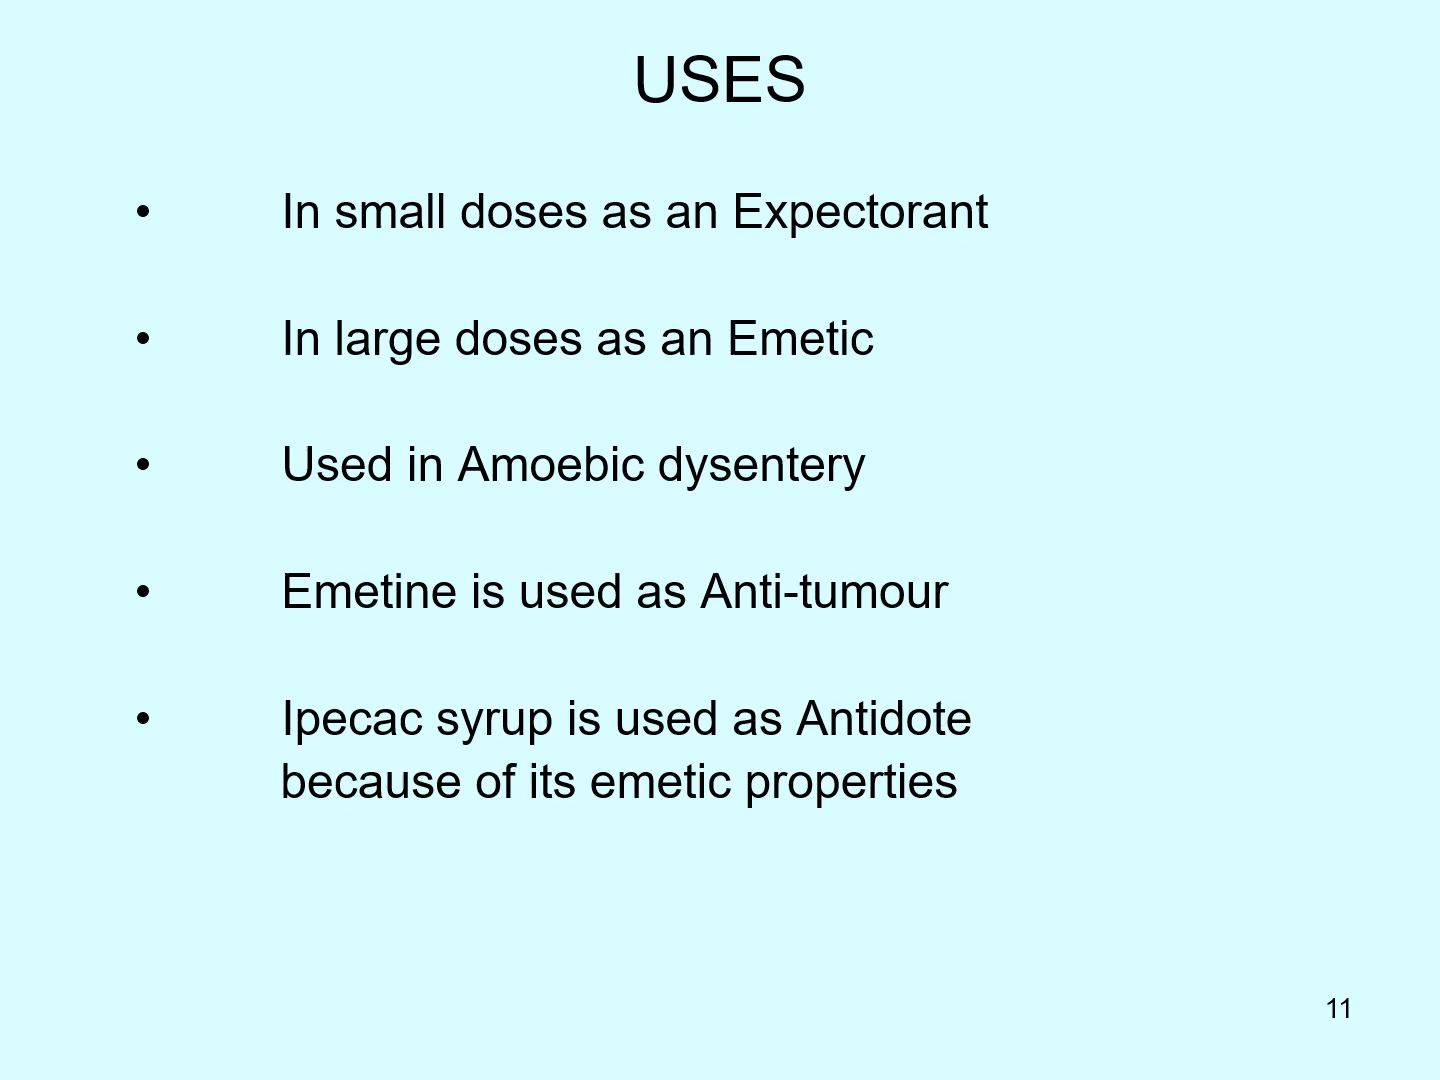 USES
• In small doses as an Expectorant
• In large doses as an Emetic
• Used in Amoebic dysentery
• Emetine is used as Anti-tumour
• Ipecac syrup is used as Antidote
because of its emetic properties
11